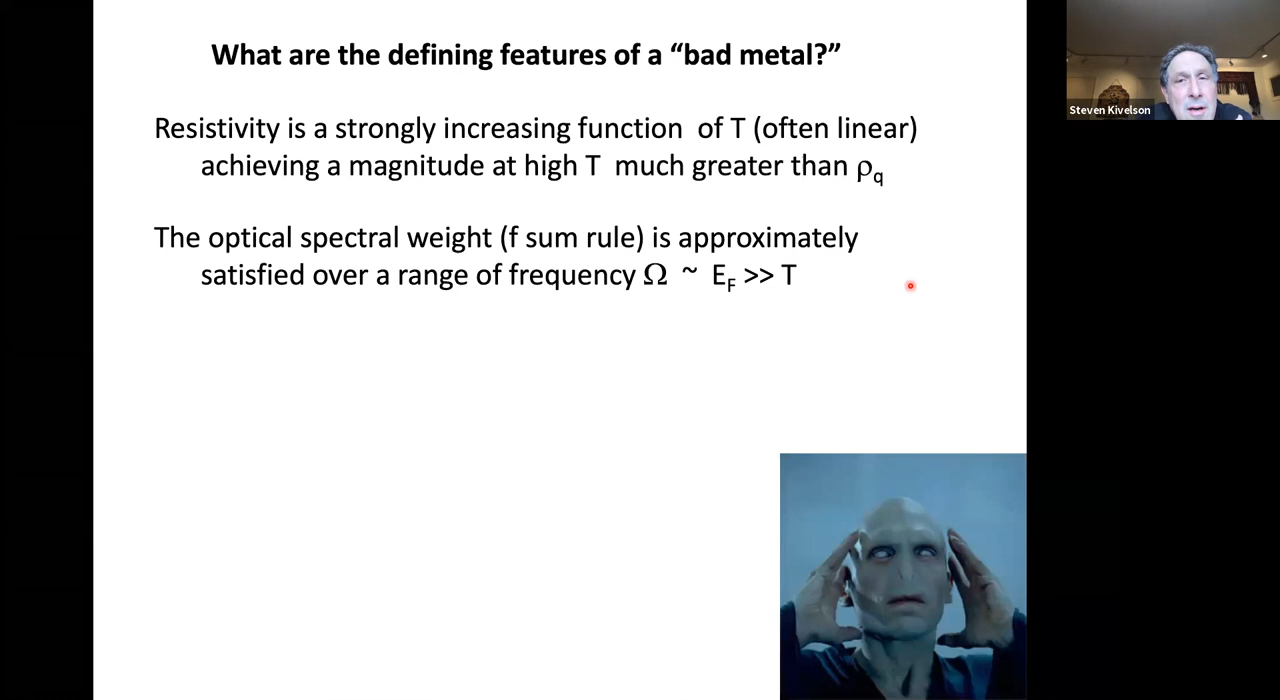 What are the defining features of a “bad metal?”
Resistivity is a strongly increasing function of T (often linear)
achieving a magnitude at high T much greater than ρq
The optical spectral weight (f sum rule) is approximately
satisfied over a range of frequency Ω ~ EF >> T
Steven Kivelson